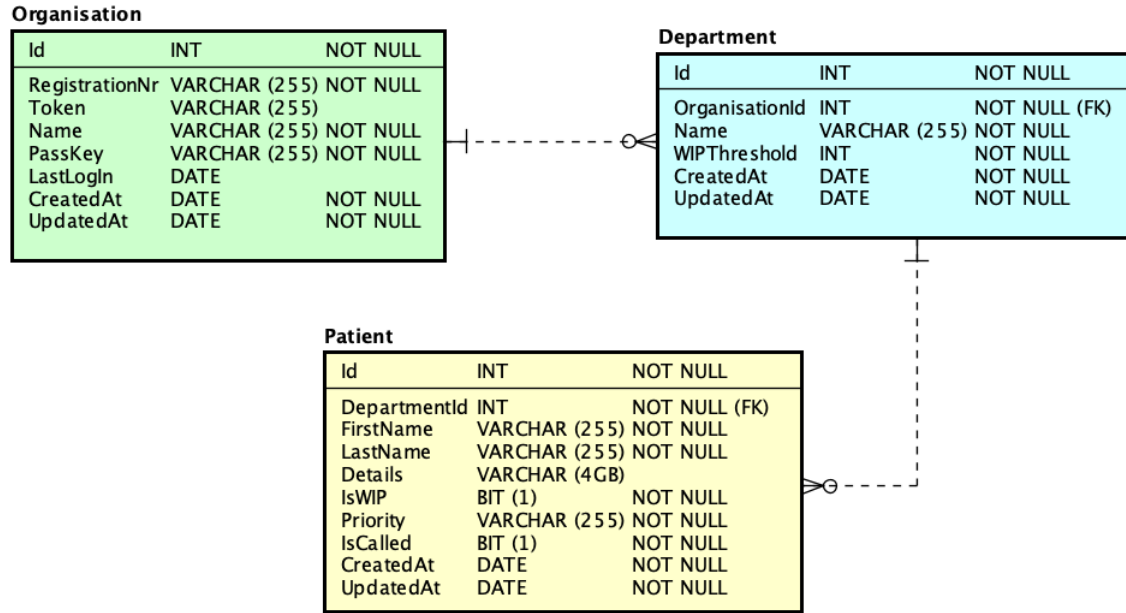 Organisation
Id INT NOT NULL
RegistrationNr VARCHAR (255) NOT NULL
Token VARCHAR (255)
Name VARCHAR (255) NOT NULL
PassKey VARCHAR (255) NOT NULL
LastLogIn DATE
CreatedAt DATE NOT NULL
UpdatedAt DATE NOT NULL
Department
Id INT NOT NULL
OrganisationId INT NOT NULL (FK)
Name VARCHAR (255) NOT NULL
WIPThreshold INT NOT NULL
CreatedAt DATE NOT NULL
UpdatedAt DATE NOT NULL
Patient
Id INT NOT NULL
DepartmentId INT NOT NULL (FK)
FirstName VARCHAR (255) NOT NULL
LastName VARCHAR (255) NOT NULL
Details VARCHAR (4GB)
IsWIP BIT (1) NOT NULL
Priority VARCHAR (255) NOT NULL
IsCalled BIT (1) NOT NULL
CreatedAt DATE NOT NULL
UpdatedAt DATE NOT NULL